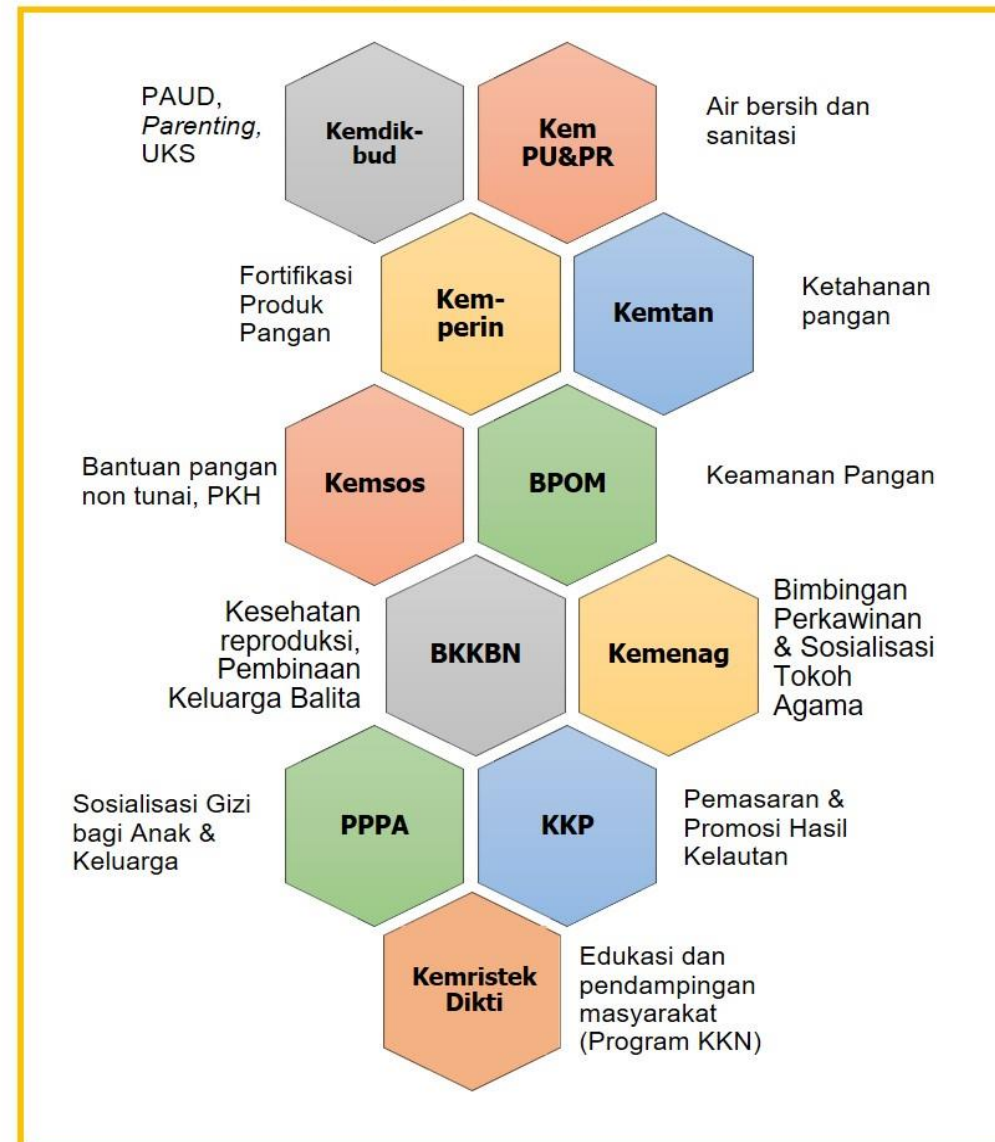 PAUD,
Parenting,
UKS
Kemdik-
bud
Kem
PU&PR
Air bersih dan
sanitasi
Fortifikasi
Produk
Pangan
Kem-
perin
Kemtan
Ketahanan
pangan
Bantuan pangan
non tunai, PKH
Kemsos
BPOM
Keamanan Pangan
Kesehatan
reproduksi,
Pembinaan
Keluarga Balita
BKKBN
Kemenag
Bimbingan
Perkawinan
& Sosialisasi
Tokoh
Agama
Sosialisasi Gizi
bagi Anak &
Keluarga
PPPA
KKP
Pemasaran &
Promosi Hasil
Kelautan
Kemristek
Dikti
Edukasi dan
pendampingan
masyarakat
(Program KKN)